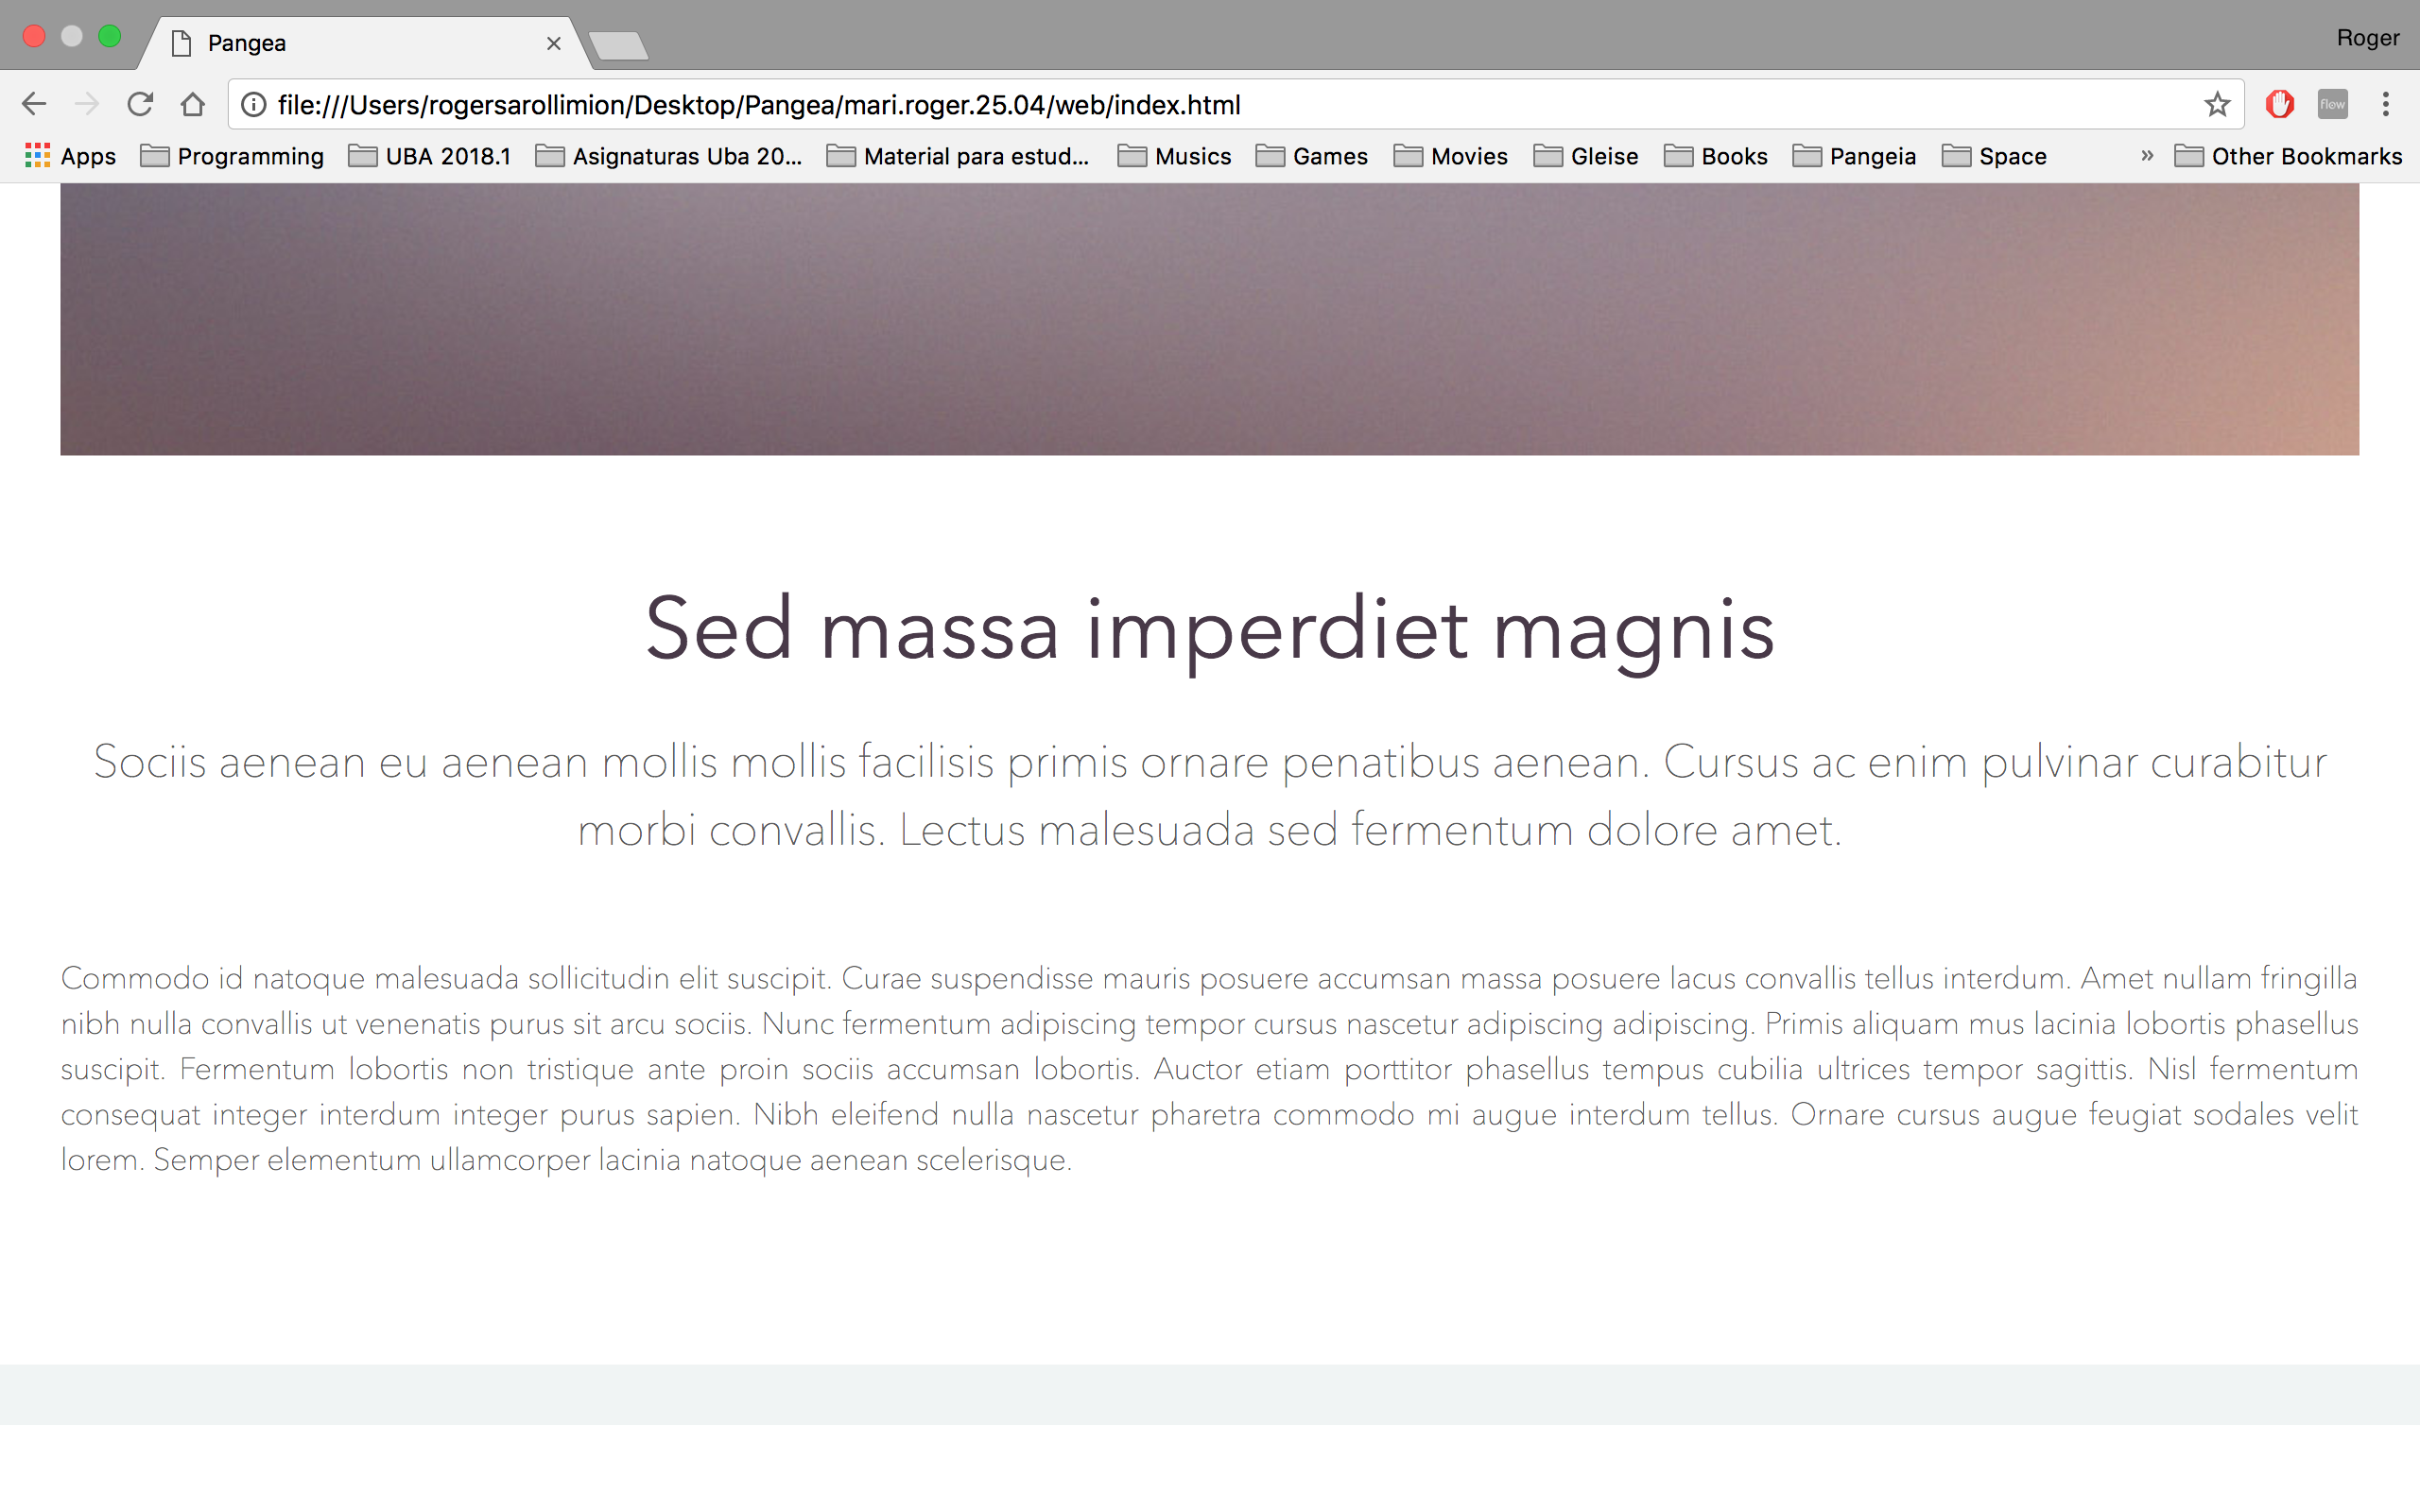 Pangea
Roger
file:///Users/rogersarollimion/Desktop/Pangea/mari.roger.25.04/web/index.html
flew
Apps Programming UBA 2018.1 Asignaturas Uba 20... Material para estud... Musics Games Movies Gleise Books Pangeia Space » Other Bookmarks
Sed massa imperdiet magnis
Sociis aenean eu aenean mollis mollis facilisis primis ornare penatibus aenean. Cursus ac enim pulvinar curabitur
morbi convallis. Lectus malesuada sed fermentum dolore amet.
Commodo id natoque malesuada sollicitudin elit suscipit. Curae suspendisse mauris posuere accumsan massa posuere lacus convallis tellus interdum. Amet nullam fringilla
nibh nulla convallis ut venenatis purus sit arcu sociis. Nunc fermentum adipiscing tempor cursus nascetur adipiscing adipiscing. Primis aliquam mus lacinia lobortis phasellus
suscipit. Fermentum lobortis non tristique ante proin sociis accumsan lobortis. Auctor etiam porttitor phasellus tempus cubilia ultrices tempor sagittis. Nisl fermentum
consequat integer interdum integer purus sapien. Nibh eleifend nulla nascetur pharetra commodo mi augue interdum tellus. Ornare cursus augue feugiat sodales velit
lorem. Semper elementum ullamcorper lacinia natoque aenean scelerisque.